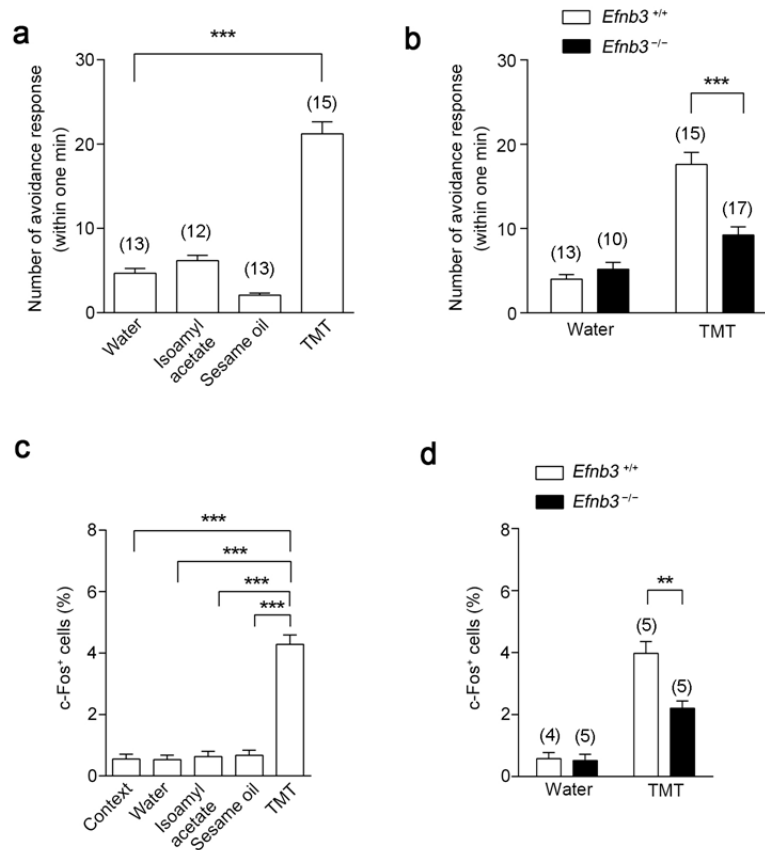 a
Number of avoidance response
(within one min)
30
20
10
0
***
(13)
(12)
(13)
(15)
Water
Isoamyl
acetate
Sesame oil
TMT
b
Efnb3 +/+
Efnb3 −/−
Number of avoidance response
(within one min)
30
20
10
0
***
(13)
(10)
(15)
(17)
Water
TMT
c
c-Fos⁺ cells (%)
8
6
4
2
0
***
***
***
***
Context
Water
Isoamyl
acetate
Sesame oil
TMT
d
Efnb3 +/+
Efnb3 −/−
c-Fos⁺ cells (%)
8
6
4
2
0
**
(4)
(5)
(5)
(5)
Water
TMT